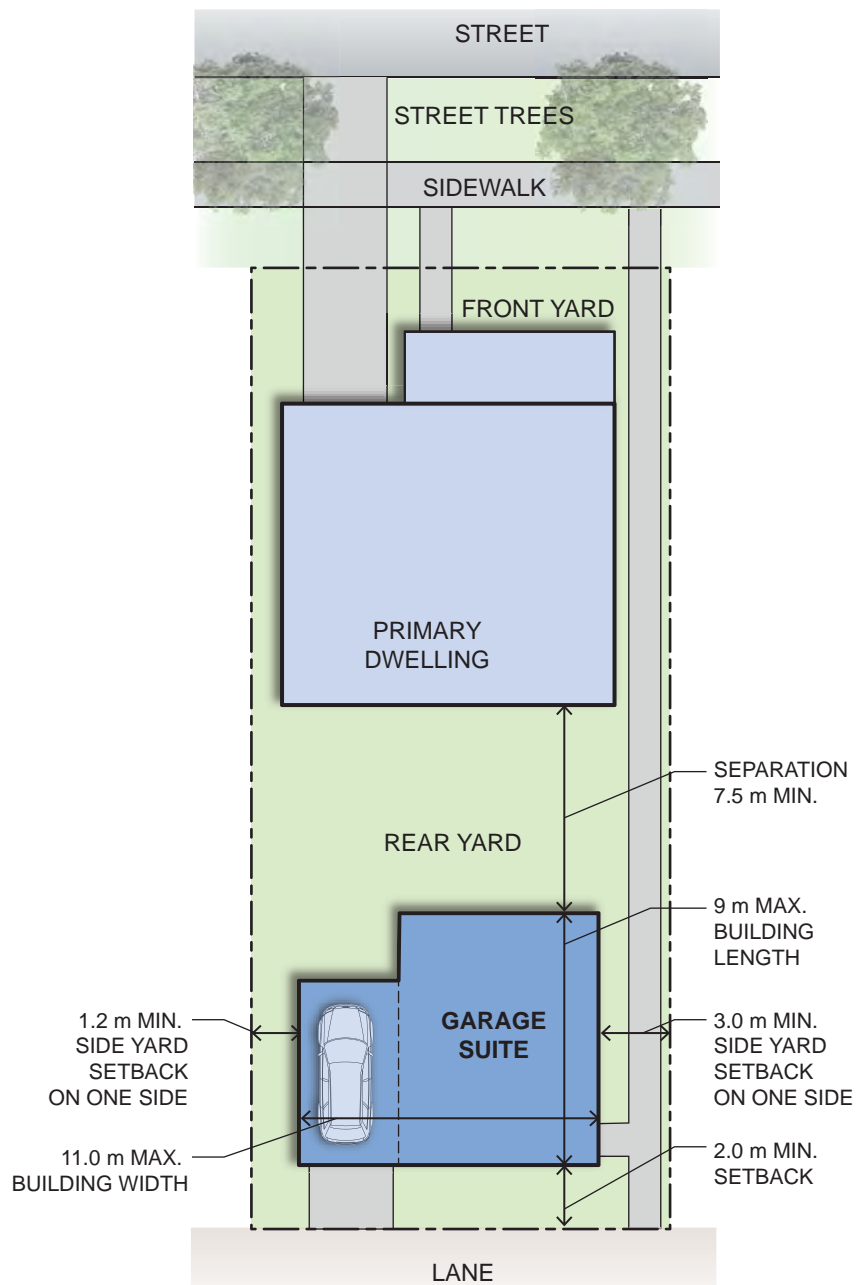 STREET
STREET TREES
SIDEWALK
FRONT YARD
PRIMARY
DWELLING
SEPARATION
7.5 m MIN.
REAR YARD
9 m MAX.
BUILDING
LENGTH
1.2 m MIN.
SIDE YARD
SETBACK
ON ONE SIDE
GARAGE
SUITE
3.0 m MIN.
SIDE YARD
SETBACK
ON ONE SIDE
11.0 m MAX.
BUILDING WIDTH
2.0 m MIN.
SETBACK
LANE